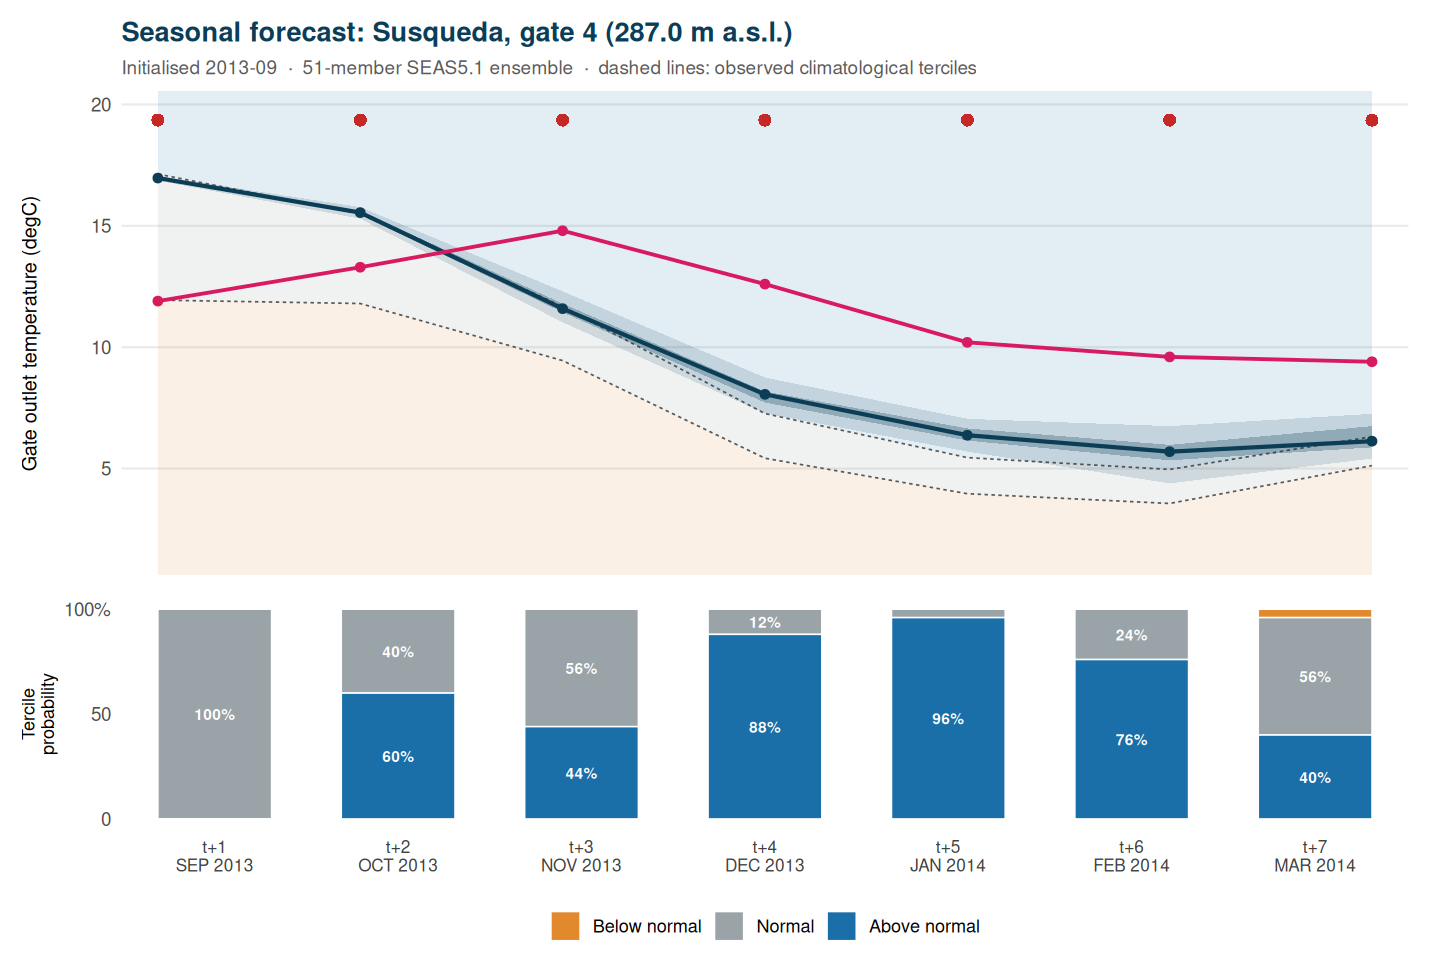 Seasonal forecast: Susqueda, gate 4 (287.0 m a.s.l.)
Initialised 2013-09 · 51-member SEAS5.1 ensemble · dashed lines: observed climatological terciles
Gate outlet temperature (degC)
20
15
10
5
Tercile
probability
100%
50
0
100%
40%
60%
56%
44%
12%
88%
96%
24%
76%
56%
40%
t+1
SEP 2013
t+2
OCT 2013
t+3
NOV 2013
t+4
DEC 2013
t+5
JAN 2014
t+6
FEB 2014
t+7
MAR 2014
Below normal
Normal
Above normal